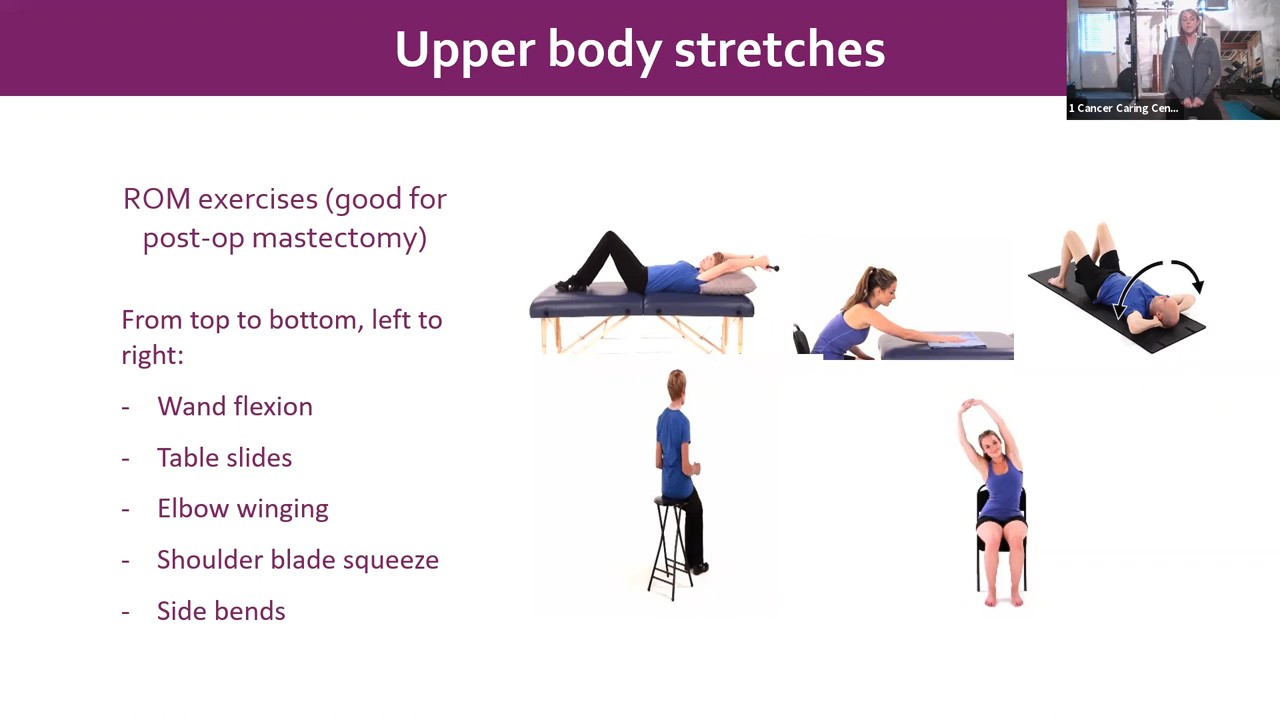 Upper body stretches
1 Cancer Caring Cen...
ROM exercises (good for
post-op mastectomy)
From top to bottom, left to
right:
- Wand flexion
- Table slides
- Elbow winging
- Shoulder blade squeeze
- Side bends